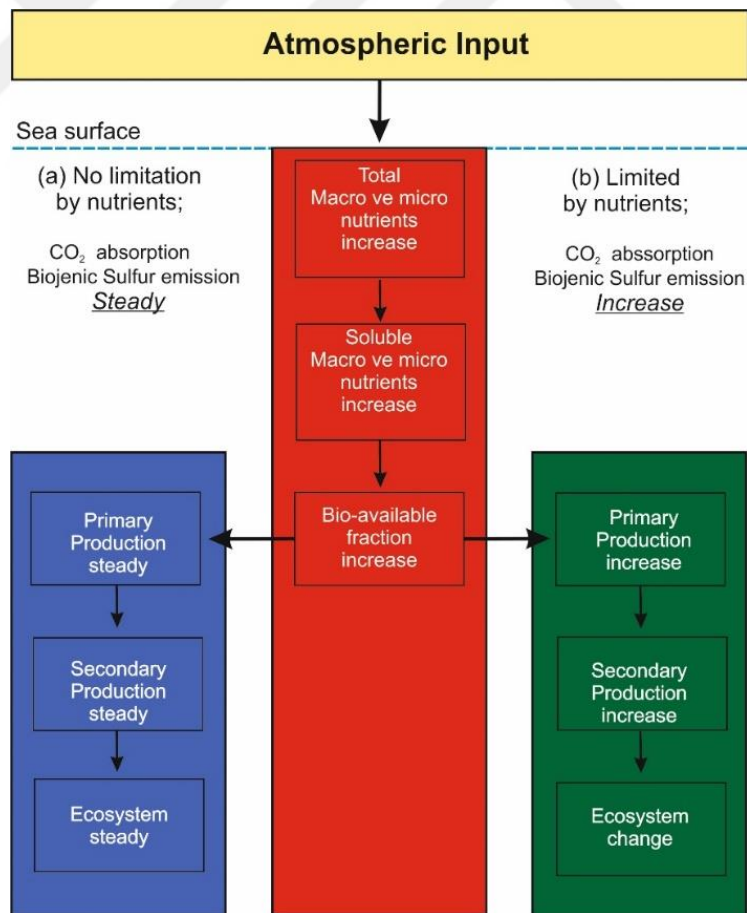 Atmospheric Input
Sea surface
(a) No limitation
by nutrients;
CO₂ absorption
Biojenic Sulfur emission
Steady
Total
Macro ve micro
nutrients
increase
(b) Limited
by nutrients;
CO₂ abssorption
Biojenic Sulfur emission
Increase
Soluble
Macro ve micro
nutrients
increase
Bio-available
fraction
increase
Primary
Production
steady
Secondary
Production
steady
Ecosystem
steady
Primary
Production
increase
Secondary
Production
increase
Ecosystem
change